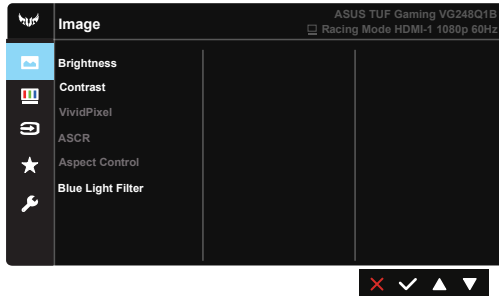 Image
ASUS TUF Gaming VG248Q1B
Racing Mode HDMI-1 1080p 60Hz
Brightness
Contrast
VividPixel
ASCR
Aspect Control
Blue Light Filter